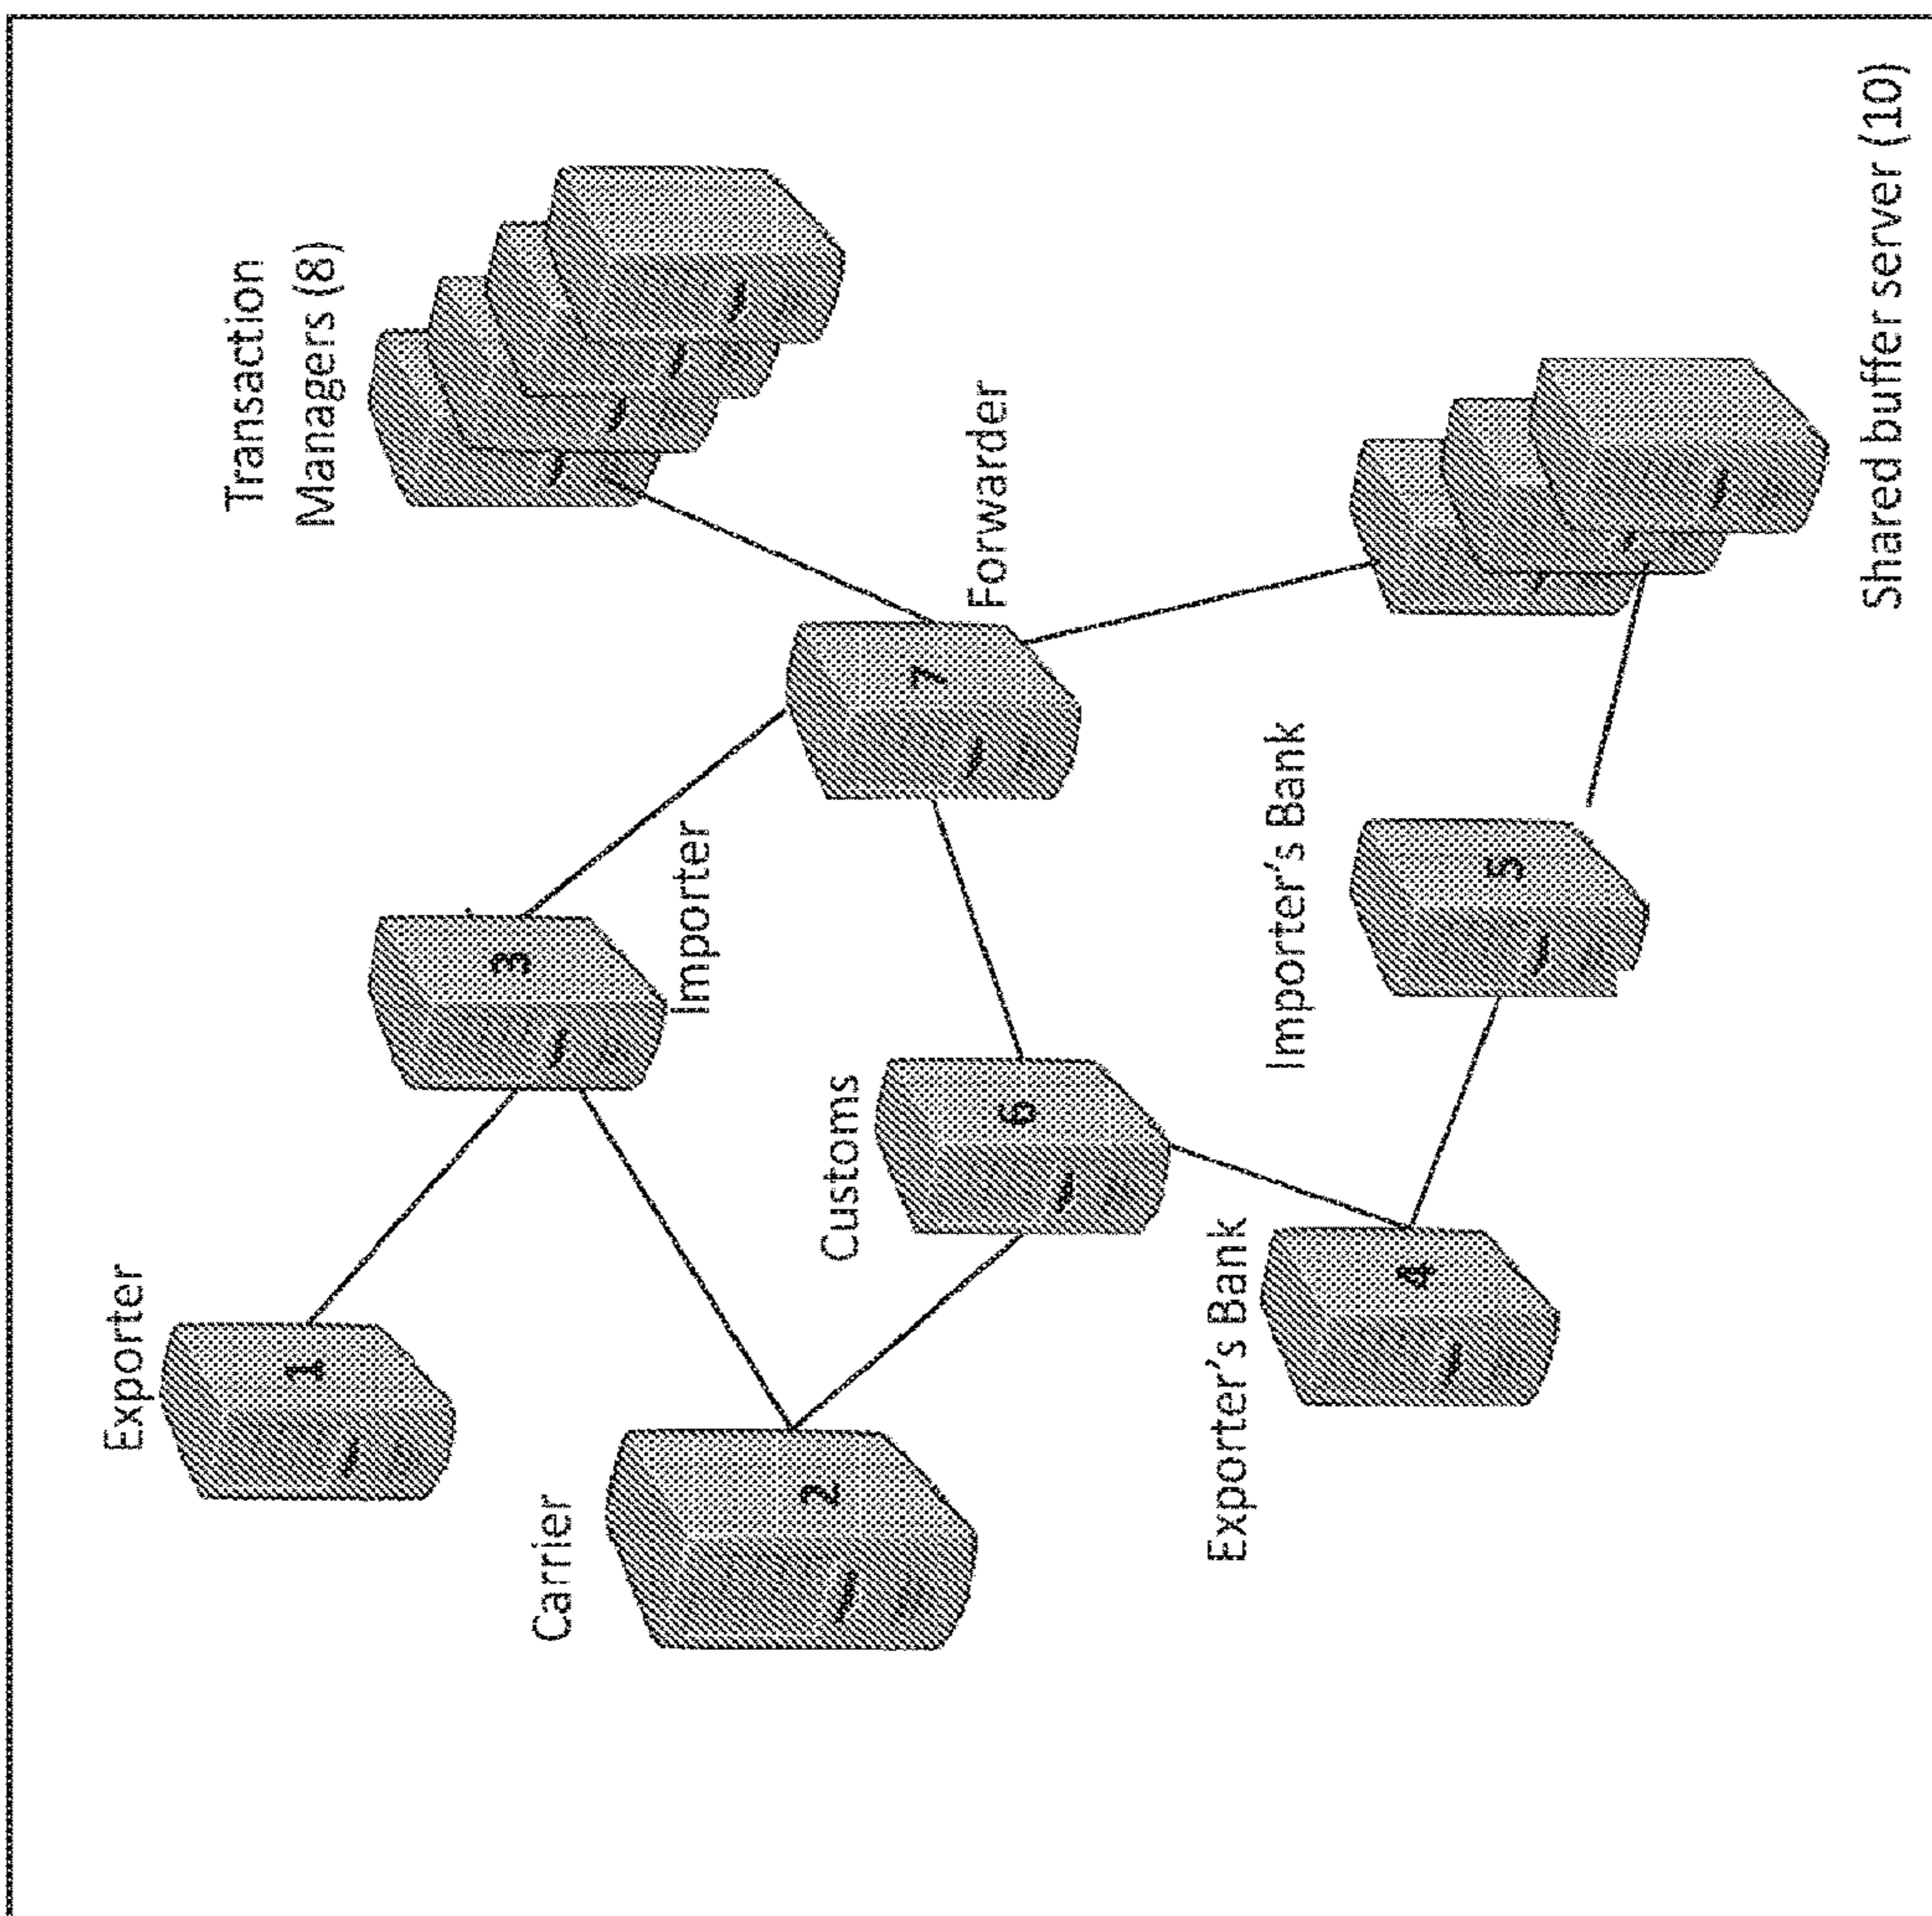 Exporter
1
Carrier
2
3
Importer
Customs
6
Exporter's Bank
4
Importer's Bank
5
7
Forwarder
Transaction
Managers (8)
Shared buffer server (10)